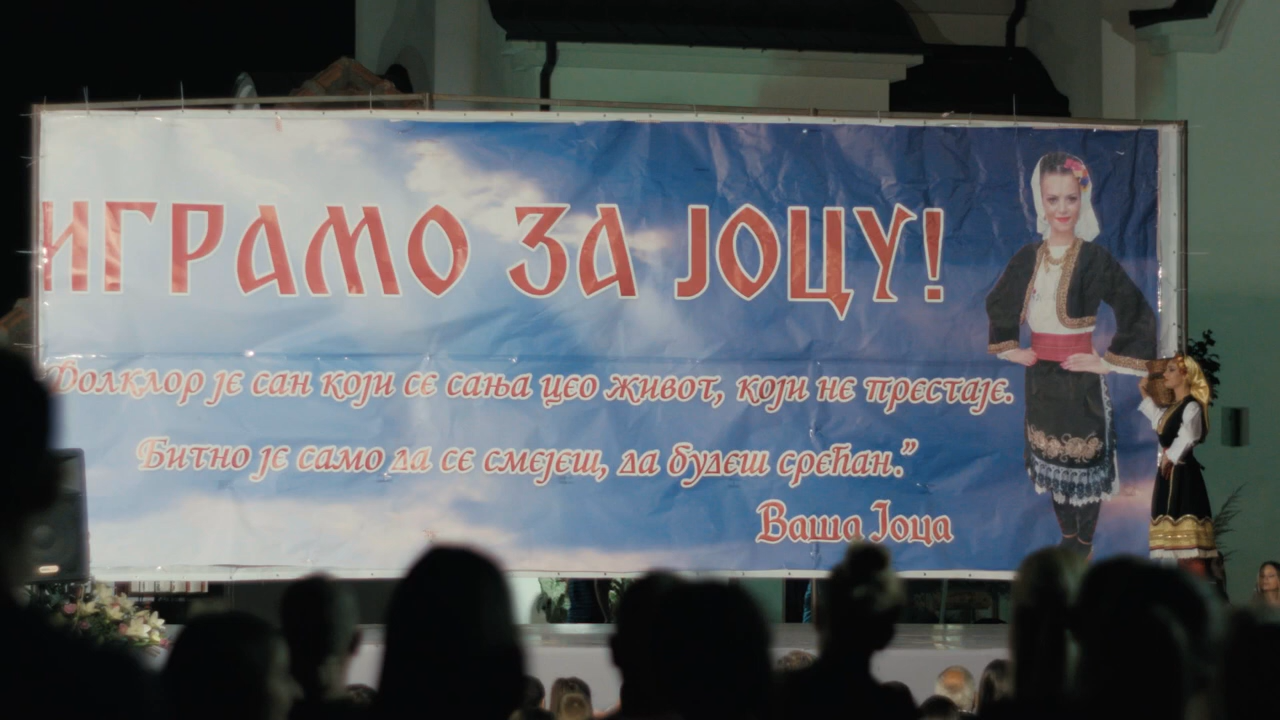 ИГРАМО ЗА ЈОЦУ!
Фолклор је сан који се сања цео живот, који не престаје.
Битно је само да се смејеш, да будеш срећан."
Ваша Јоца